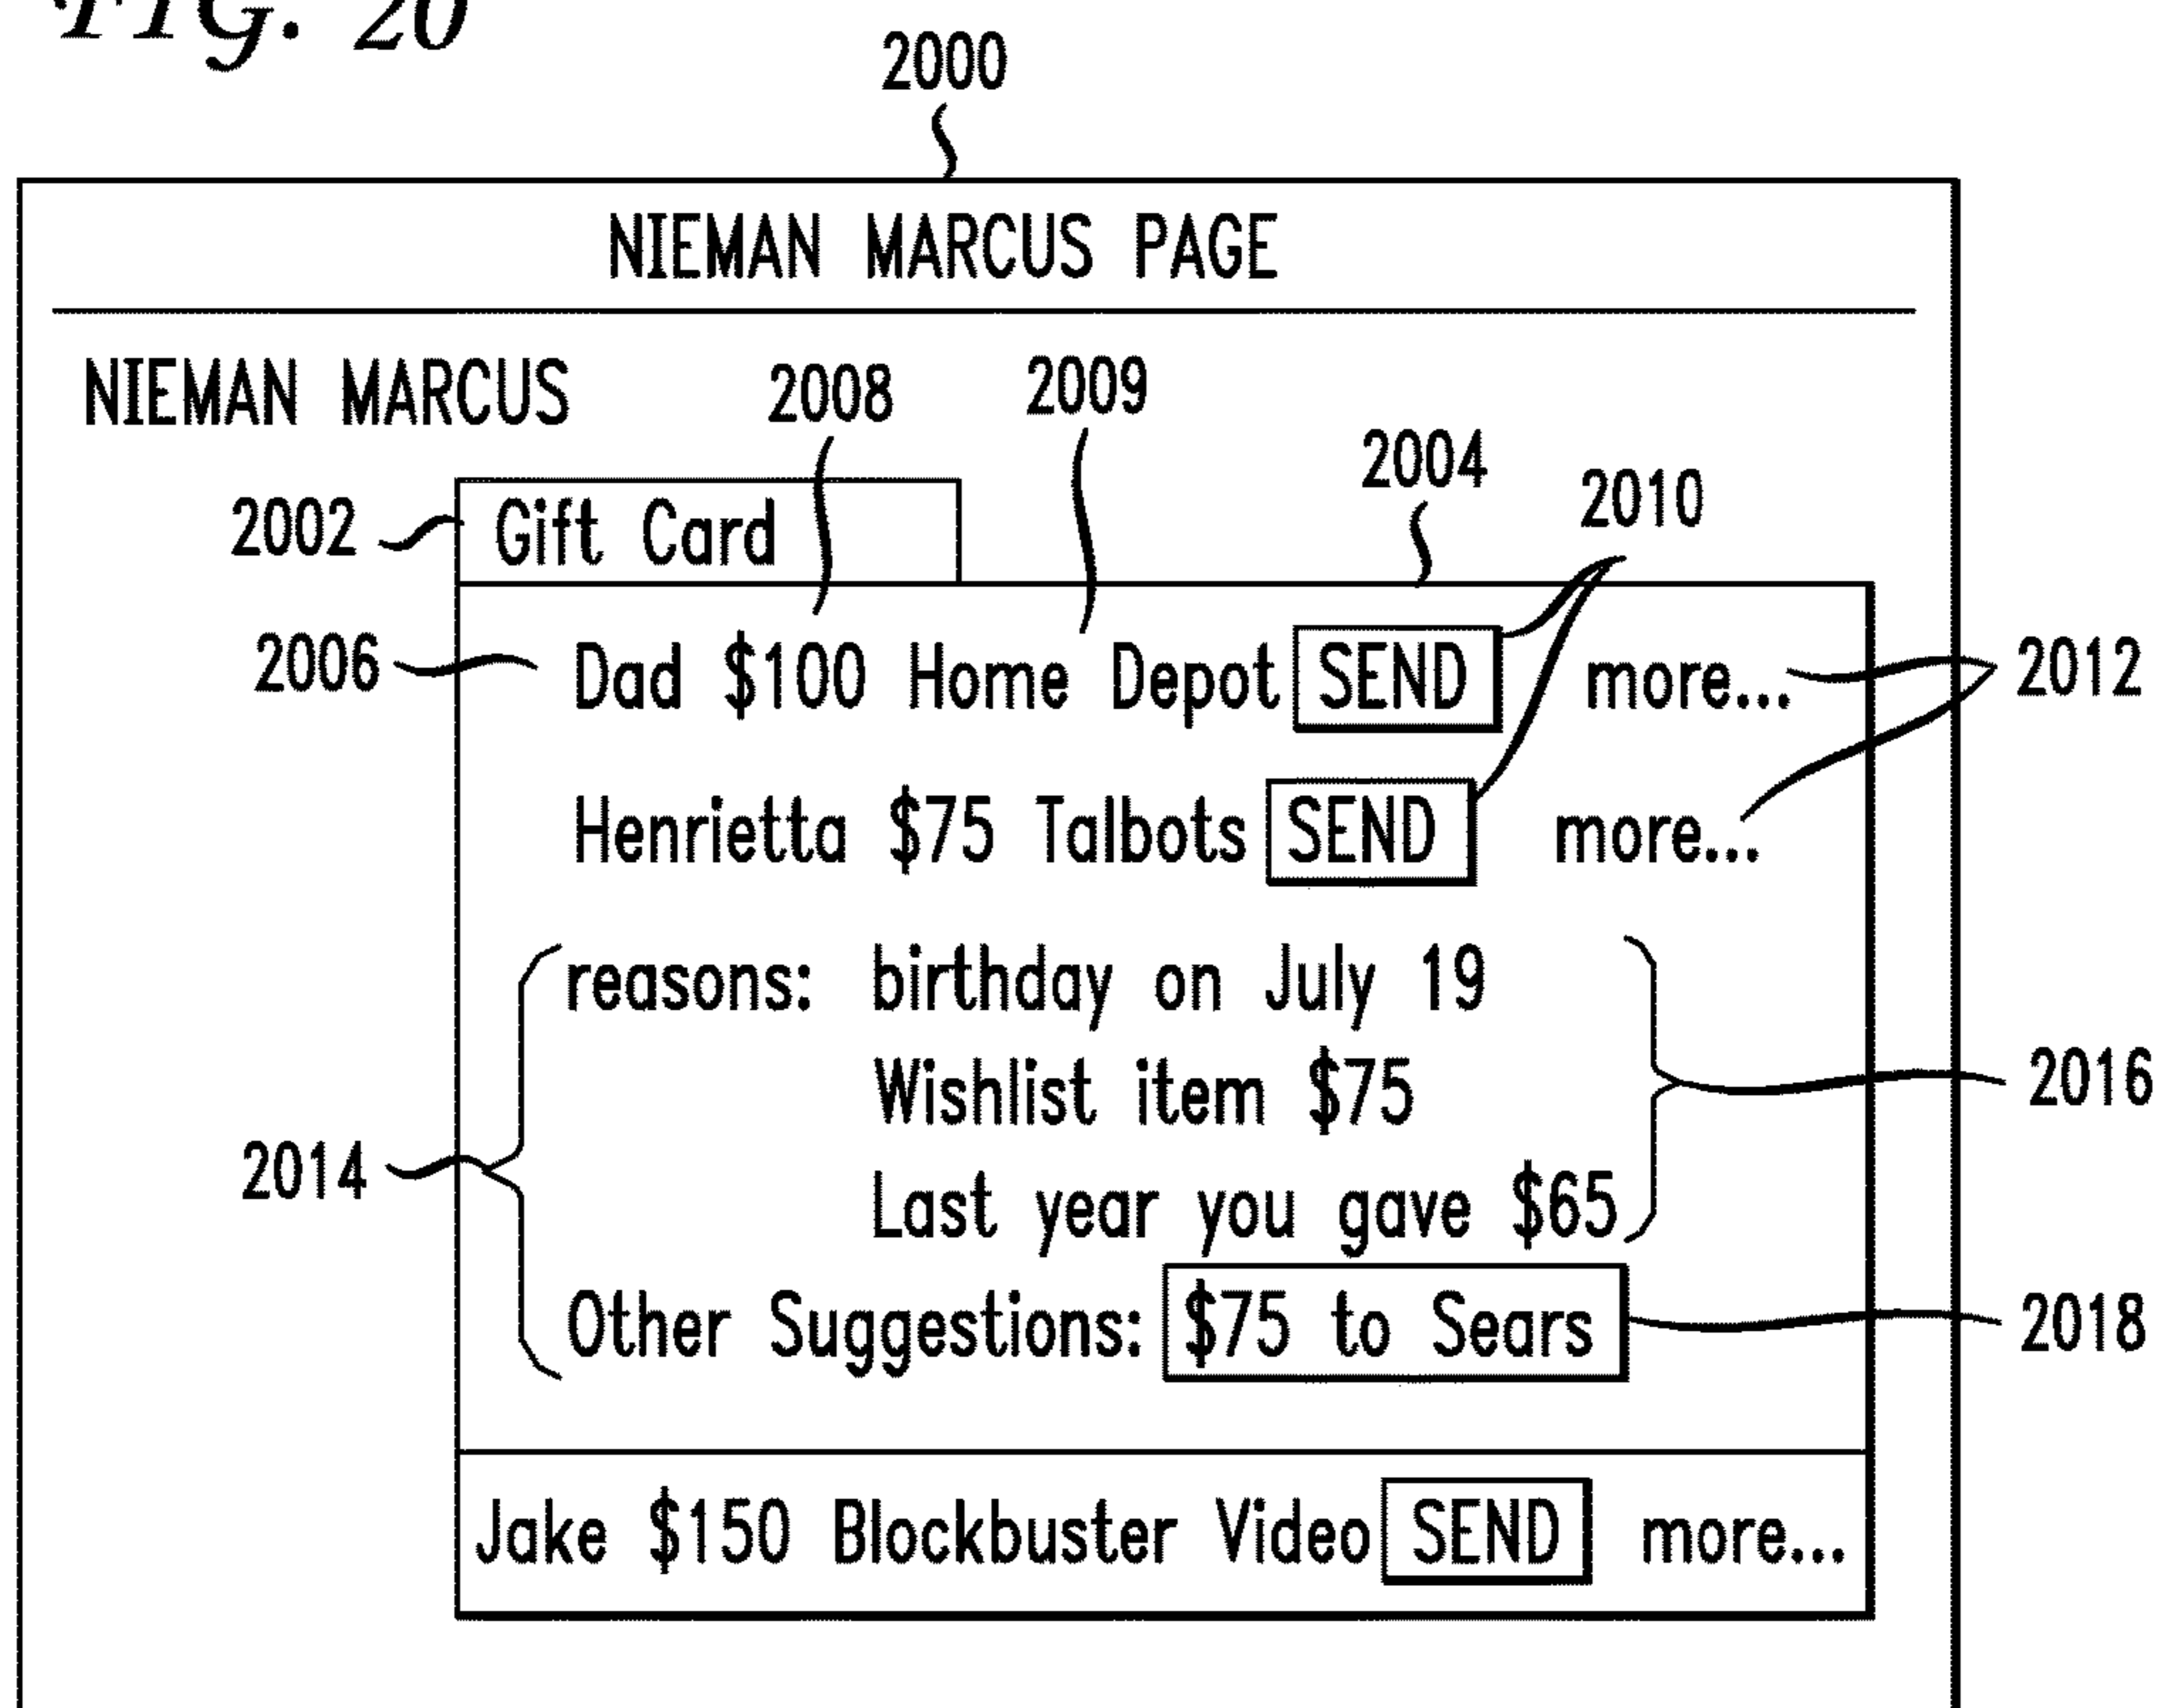 FIG. 20
2000
NIEMAN MARCUS PAGE
NIEMAN MARCUS
2008
2009
2004
2010
2002
Gift Card
2006
Dad $100 Home Depot SEND more...
2012
Henrietta $75 Talbots SEND more...
reasons: birthday on July 19
Wishlist item $75
2016
2014
Last year you gave $65
Other Suggestions: $75 to Sears
2018
Jake $150 Blockbuster Video SEND more...